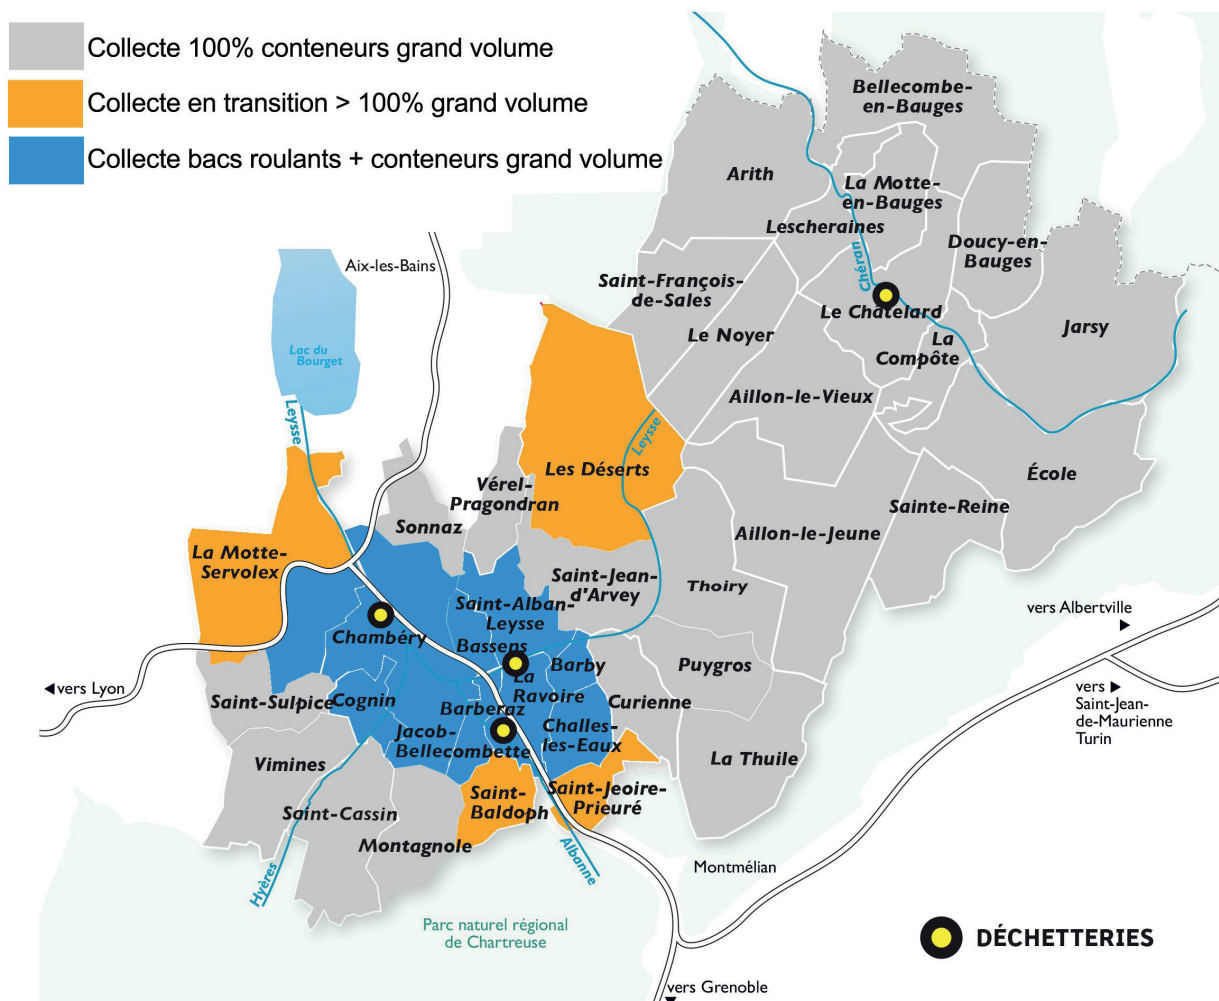 Collecte 100% conteneurs grand volume
Collecte en transition > 100% grand volume
Collecte bacs roulants + conteneurs grand volume
Bellecombe-
en-Bauges
Arith
La Motte-
en-Bauges
Lescheraines
Doucy-en-
Bauges
Chéran
Aix-les-Bains
Saint-François-
de-Sales
Le Châtelard
Jarsy
Le Noyer
La
Compôte
Lac du
Bourget
Aillon-le-Vieux
Leysse
Leysse
Les Déserts
École
Vérel-
Pragondran
Sainte-Reine
Sonnaz
Aillon-le-Jeune
La Motte-
Servolex
Saint-Jean-
d'Arvey
Thoiry
Saint-Alban-
Leysse
vers Albertville
Chambéry
Bassens
Barby
Puygros
La
Ravoire
vers Lyon
Saint-Sulpice
Cognin
Curienne
vers
Saint-Jean-
de-Maurienne
Turin
Barberaz
Jacob-
Bellecombette
Challes-
les-Eaux
Vimines
La Thuile
Saint-
Baldoph
Saint-Jeoire-
Prieuré
Saint-Cassin
Montagnole
Albanne
Hyères
Montmélian
Parc naturel régional
de Chartreuse
DÉCHETTERIES
vers Grenoble